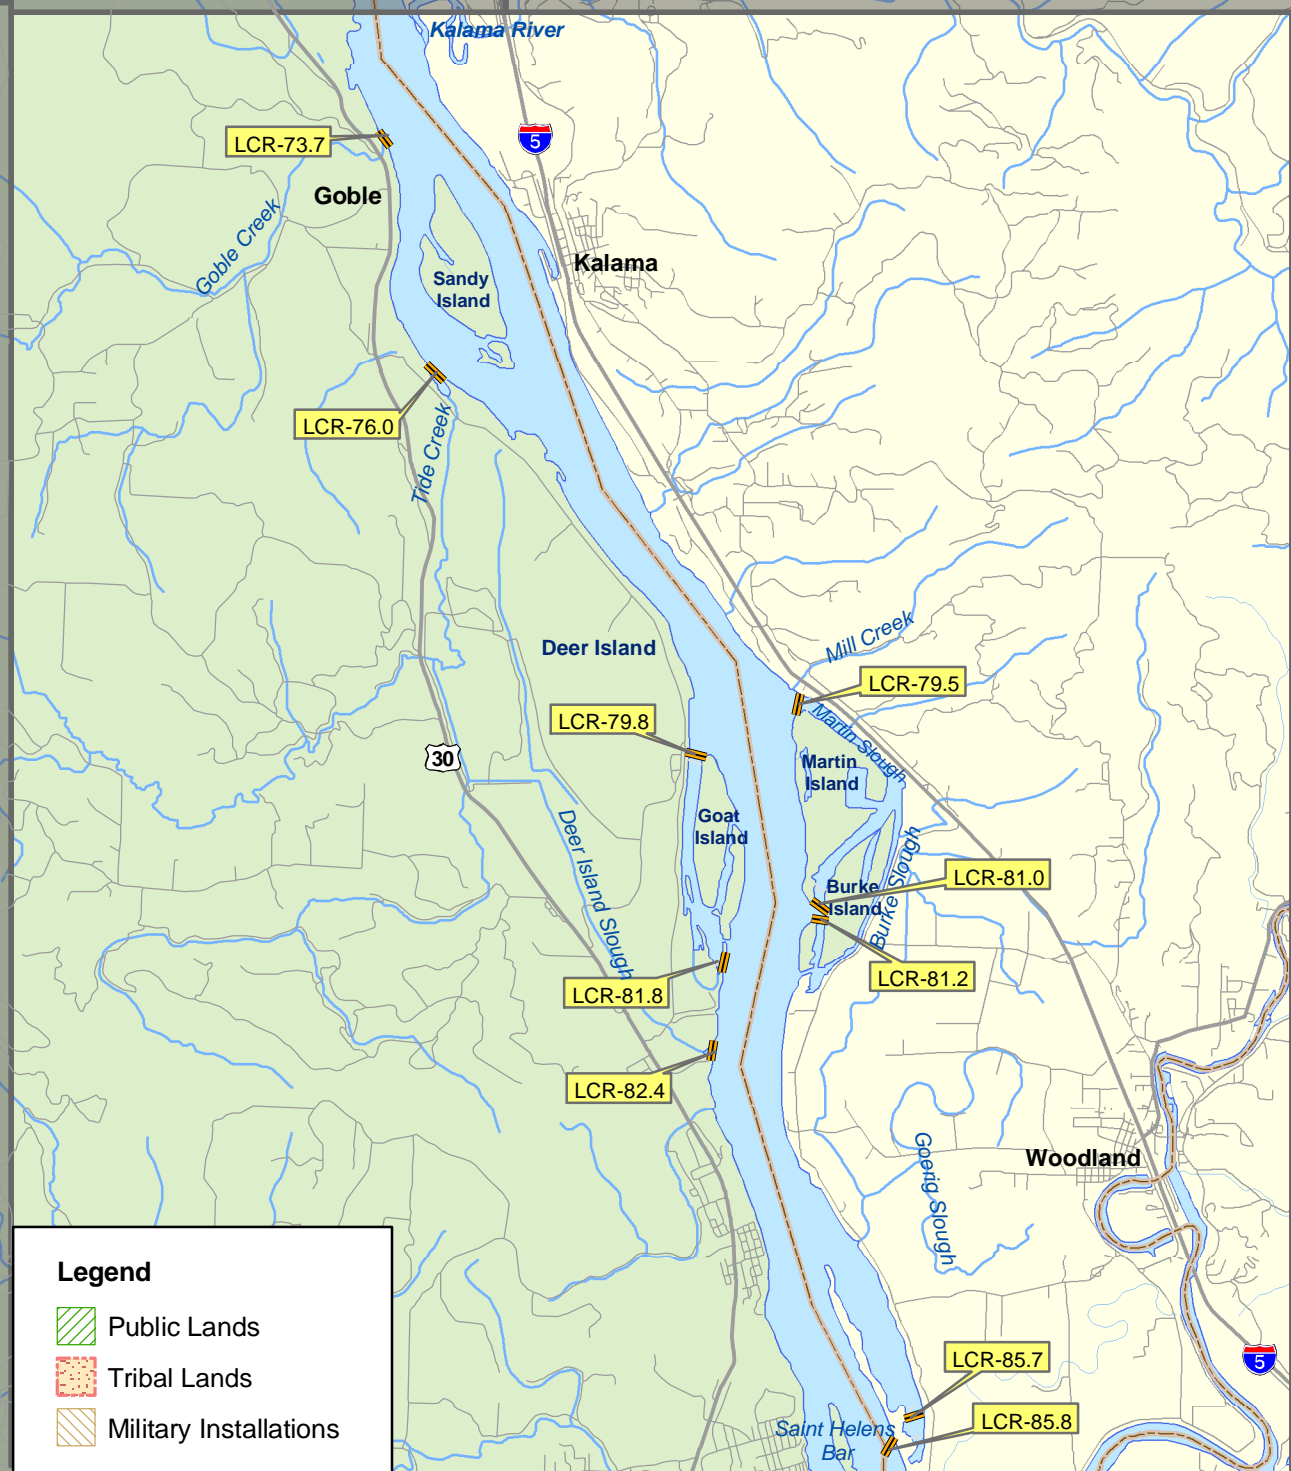 Kalama River
LCR-73.7
5
Goble
Goble Creek
Kalama
Sandy
Island
LCR-76.0
Tide Creek
Deer Island
Mill Creek
LCR-79.5
LCR-79.8
Martin Slough
30
Martin
Island
Goat
Island
Deer Island Slough
Burke Slough
LCR-81.0
Burke
Island
LCR-81.2
LCR-81.8
LCR-82.4
Goerig Slough
Woodland
Legend
Public Lands
Tribal Lands
Military Installations
LCR-85.7
5
LCR-85.8
Saint Helens
Bar